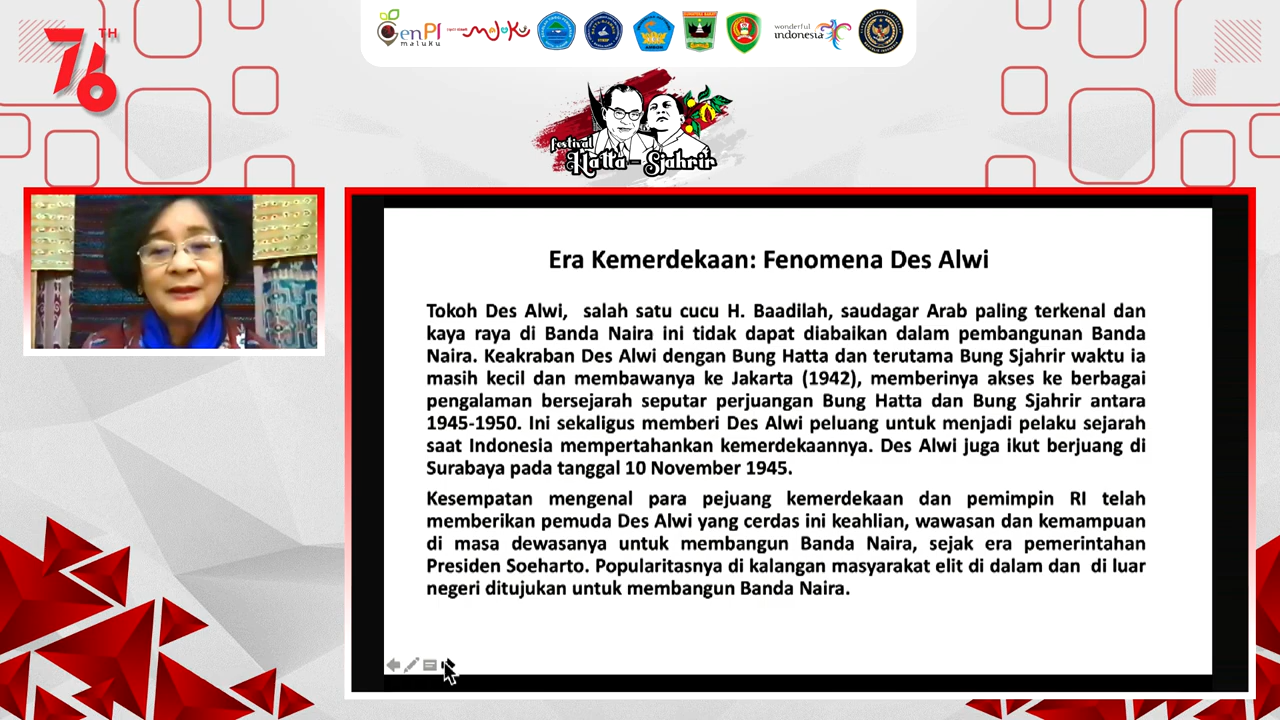 76 TH
GenPI
maluku
Maluku
wonderful
indonesia
festival
Hatta - Sjahrir
Era Kemerdekaan: Fenomena Des Alwi
Tokoh Des Alwi, salah satu cucu H. Baadilah, saudagar Arab paling terkenal dan
kaya raya di Banda Naira ini tidak dapat diabaikan dalam pembangunan Banda
Naira. Keakraban Des Alwi dengan Bung Hatta dan terutama Bung Sjahrir waktu ia
masih kecil dan membawanya ke Jakarta (1942), memberinya akses ke berbagai
pengalaman bersejarah seputar perjuangan Bung Hatta dan Bung Sjahrir antara
1945-1950. Ini sekaligus memberi Des Alwi peluang untuk menjadi pelaku sejarah
saat Indonesia mempertahankan kemerdekaannya. Des Alwi juga ikut berjuang di
Surabaya pada tanggal 10 November 1945.
Kesempatan mengenal para pejuang kemerdekaan dan pemimpin RI telah
memberikan pemuda Des Alwi yang cerdas ini keahlian, wawasan dan kemampuan
di masa dewasanya untuk membangun Banda Naira, sejak era pemerintahan
Presiden Soeharto. Popularitasnya di kalangan masyarakat elit di dalam dan di luar
negeri ditujukan untuk membangun Banda Naira.